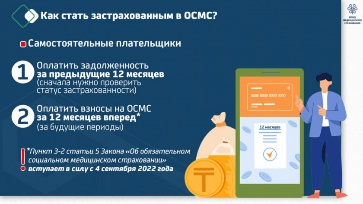 Как стать застрахованным в ОСМС?
Самостоятельные плательщики
1 Оплатить задолженность
за предыдущие 12 месяцев
(сначала нужно проверить
статус застрахованности)
2 Оплатить взносы на ОСМС
за 12 месяцев вперед*
(за будущие периоды)
*Пункт 3-2 статьи 5 Закона «Об обязательном
социальном медицинском страховании»
вступает в силу с 4 сентября 2022 года
12 месяцев